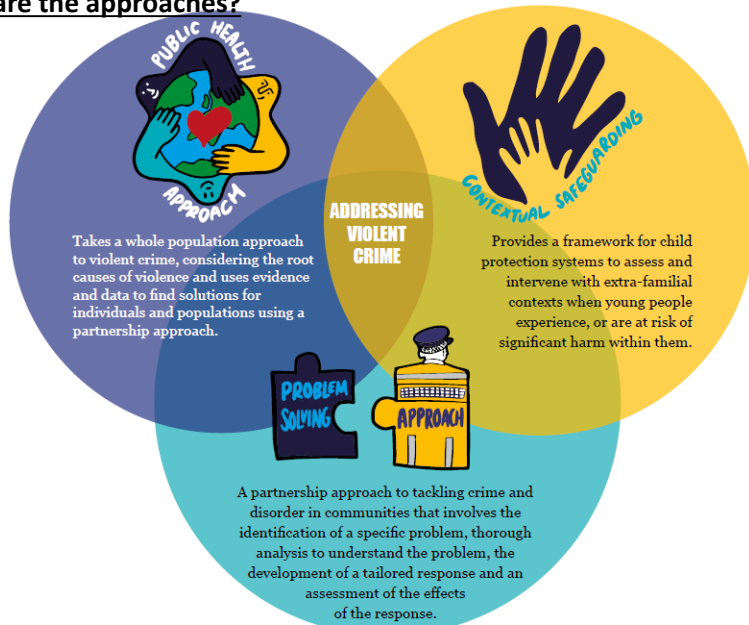 are the approaches?
PUBLIC HEALTH
APPROACH
Takes a whole population approach
to violent crime, considering the root
causes of violence and uses evidence
and data to find solutions for
individuals and populations using a
partnership approach.
ADDRESSING
VIOLENT
CRIME
CONTEXTUAL SAFEGUARDING
Provides a framework for child
protection systems to assess and
intervene with extra-familial
contexts when young people
experience, or are at risk of
significant harm within them.
PROBLEM
SOLVING
APPROACH
A partnership approach to tackling crime and
disorder in communities that involves the
identification of a specific problem, thorough
analysis to understand the problem, the
development of a tailored response and an
assessment of the effects
of the response.